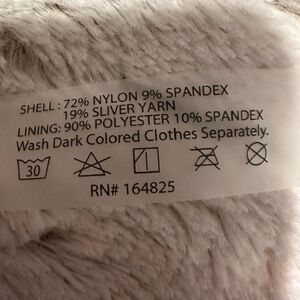 SHELL: 72% NYLON 9% SPANDEX
19% SLIVER YARN
LINING: 90% POLYESTER 10% SPANDEX
Wash Dark Colored Clothes Separately.
30
RN# 164825